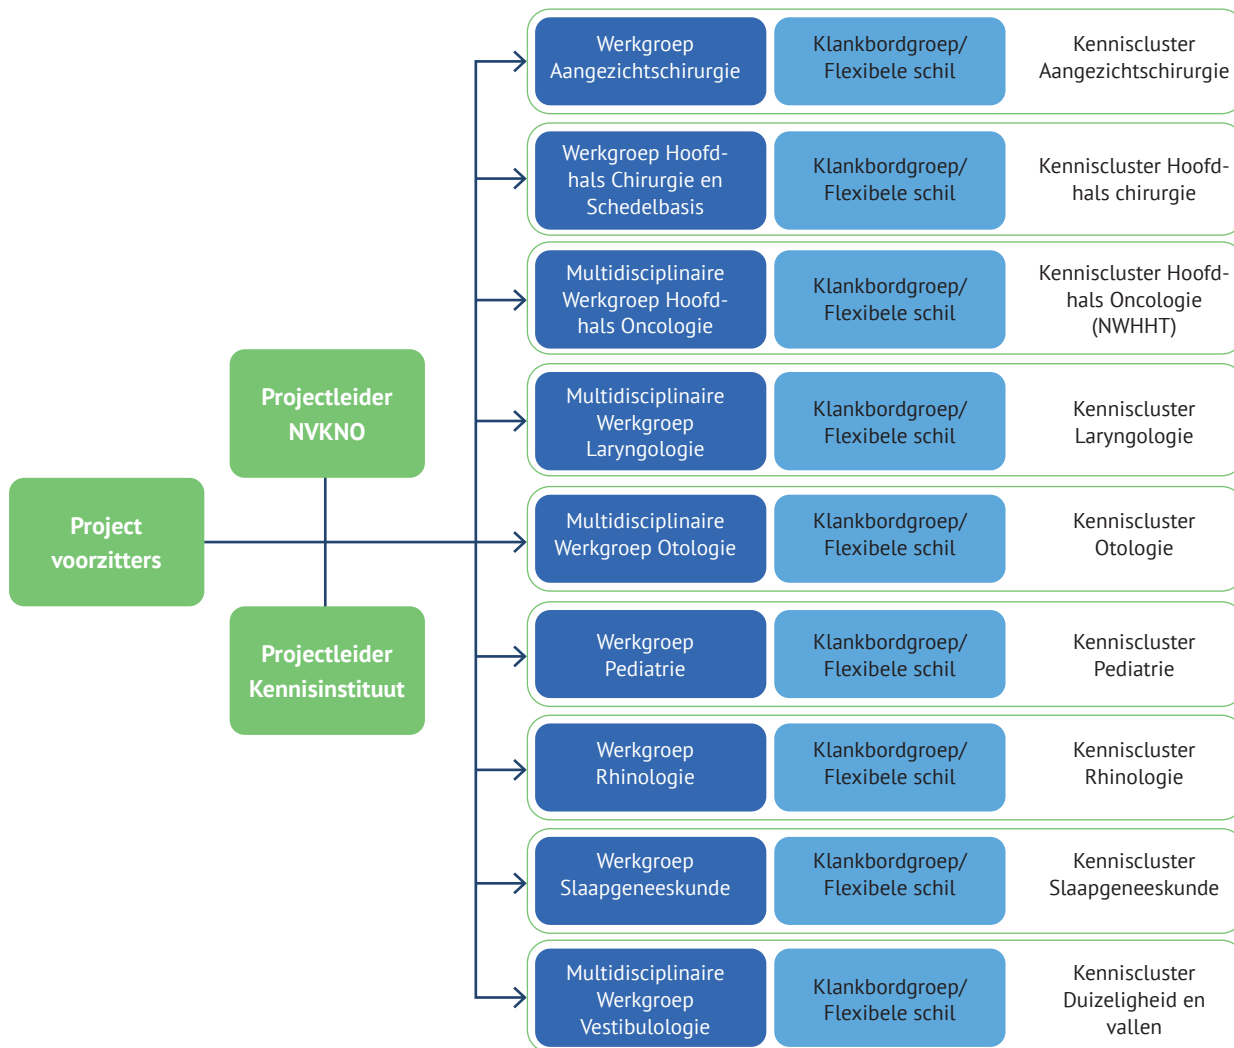 Project
voorzitters
Projectleider
NVKNO
Projectleider
Kennisinstituut
Werkgroep
Aangezichtschirurgie
Klankbordgroep/
Flexibele schil
Kenniscluster
Aangezichtschirurgie
Werkgroep Hoofd-
hals Chirurgie en
Schedelbasis
Klankbordgroep/
Flexibele schil
Kenniscluster Hoofd-
hals chirurgie
Multidisciplinaire
Werkgroep Hoofd-
hals Oncologie
Klankbordgroep/
Flexibele schil
Kenniscluster Hoofd-
hals Oncologie
(NWHHT)
Multidisciplinaire
Werkgroep
Laryngologie
Klankbordgroep/
Flexibele schil
Kenniscluster
Laryngologie
Multidisciplinaire
Werkgroep Otologie
Klankbordgroep/
Flexibele schil
Kenniscluster
Otologie
Werkgroep
Pediatrie
Klankbordgroep/
Flexibele schil
Kenniscluster
Pediatrie
Werkgroep
Rhinologie
Klankbordgroep/
Flexibele schil
Kenniscluster
Rhinologie
Werkgroep
Slaapgeneeskunde
Klankbordgroep/
Flexibele schil
Kenniscluster
Slaapgeneeskunde
Multidisciplinaire
Werkgroep
Vestibulologie
Klankbordgroep/
Flexibele schil
Kenniscluster
Duizeligheid en
vallen